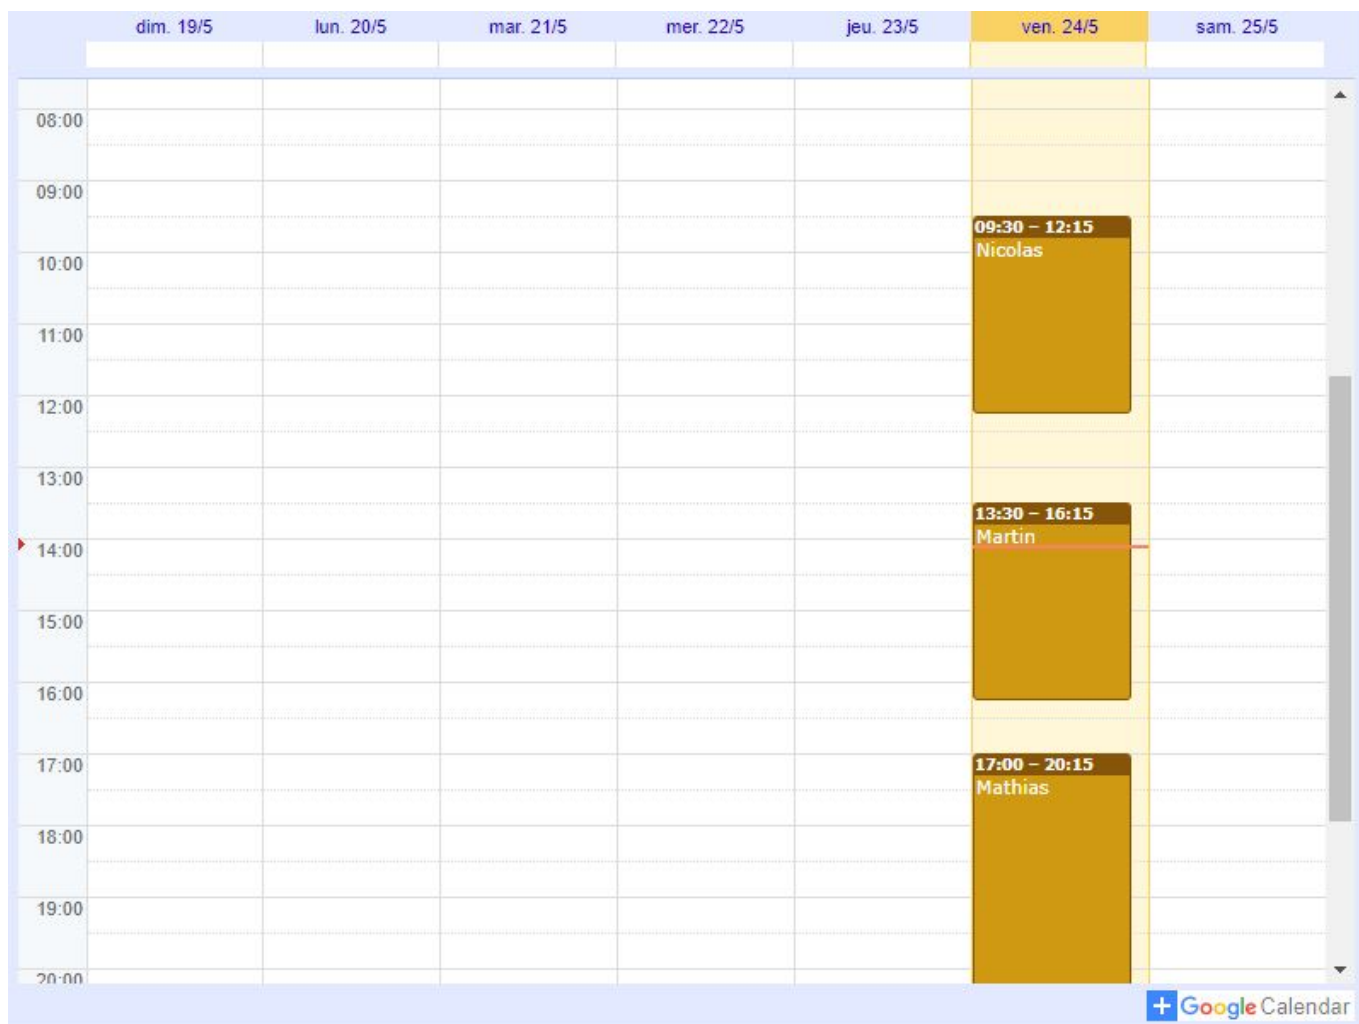 dim. 19/5 lun. 20/5 mar. 21/5 mer. 22/5 jeu. 23/5 ven. 24/5 sam. 25/5
08:00
09:00
09:30 – 12:15
Nicolas
10:00
11:00
12:00
13:00
13:30 – 16:15
Martin
14:00
15:00
16:00
17:00
17:00 – 20:15
Mathias
18:00
19:00
20:00
+ Google Calendar